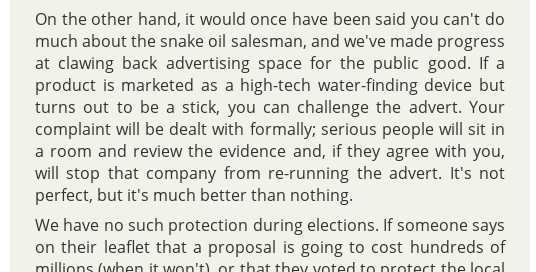 On the other hand, it would once have been said you can't do
much about the snake oil salesman, and we've made progress
at clawing back advertising space for the public good. If a
product is marketed as a high-tech water-finding device but
turns out to be a stick, you can challenge the advert. Your
complaint will be dealt with formally; serious people will sit in
a room and review the evidence and, if they agree with you,
will stop that company from re-running the advert. It's not
perfect, but it's much better than nothing.
We have no such protection during elections. If someone says
on their leaflet that a proposal is going to cost hundreds of
millions (when it won't), or that they voted to protect the local